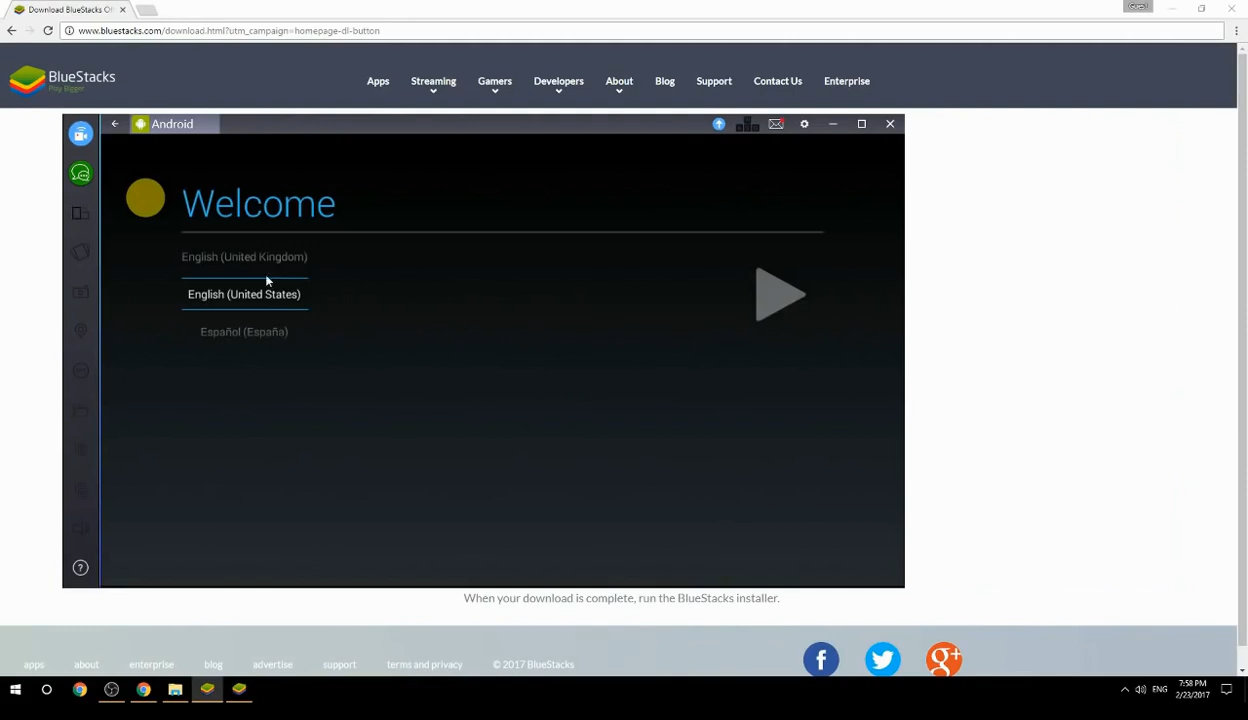 Download BlueStacks Of
Guest
www.bluestacks.com/download.html?utm_campaign=homepage-dl-button
BlueStacks
Play Bigger
Apps
Streaming
Gamers
Developers
About
Blog
Support
Contact Us
Enterprise
Android
Welcome
English (United Kingdom)
English (United States)
Español (España)
?
When your download is complete, run the BlueStacks installer.
apps
about
enterprise
blog
advertise
support
terms and privacy
© 2017 BlueStacks
ENG
7:58 PM
2/23/2017